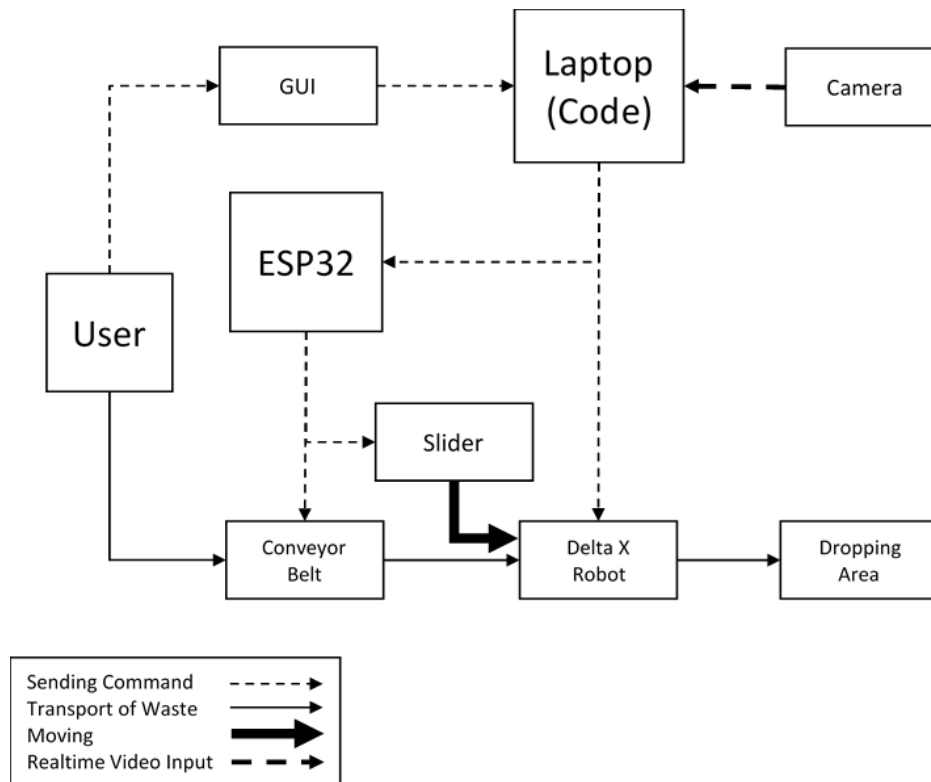 GUI
Laptop
(Code)
Camera
ESP32
User
Slider
Conveyor
Belt
Delta X
Robot
Dropping
Area
Sending Command
Transport of Waste
Moving
Realtime Video Input